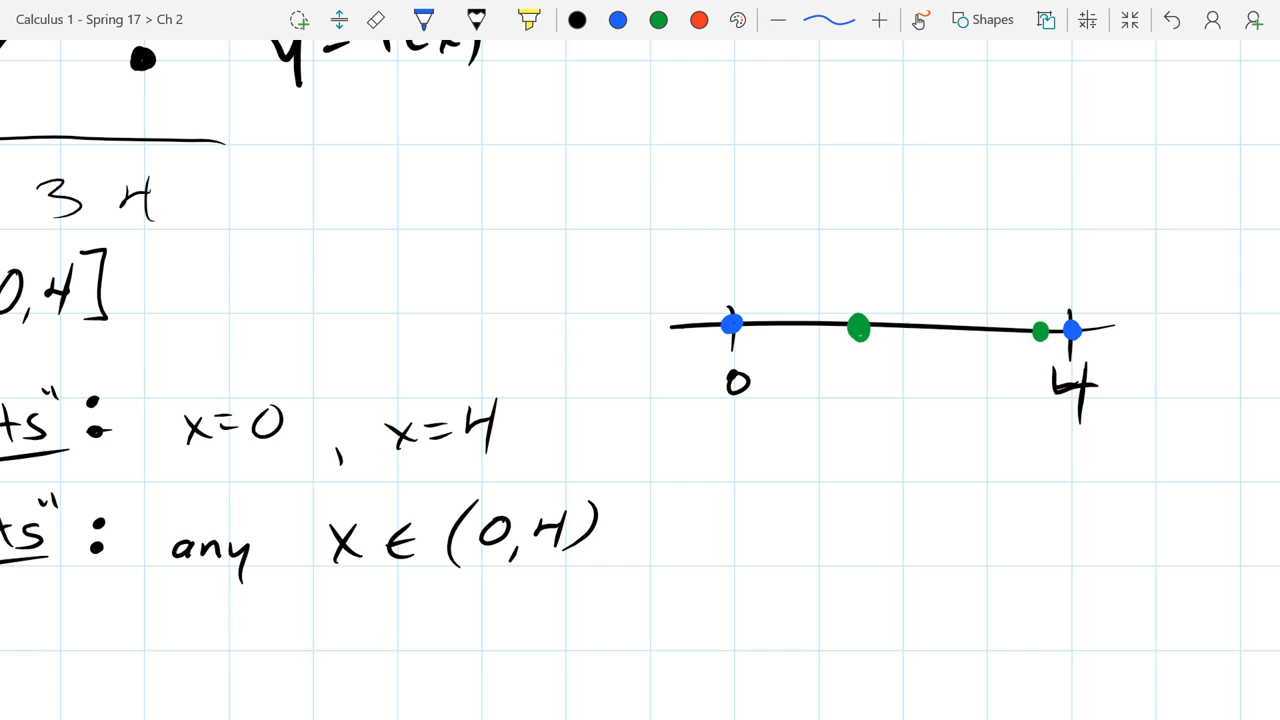 Calculus 1 - Spring 17 > Ch 2
Shapes
y = f(x)
3 4
0,4]
ts" : x=0 , x=4
ts" : any x ∈ (0,4)
0
4